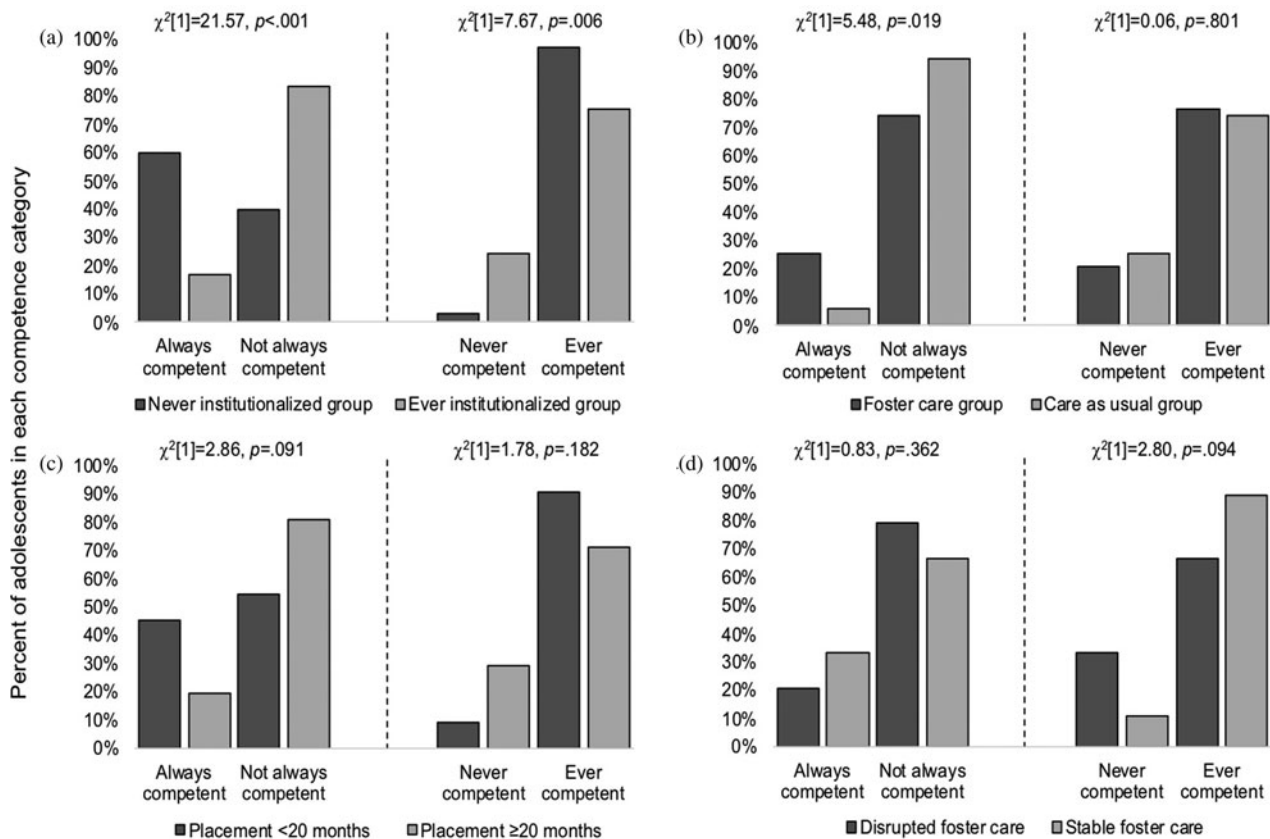 Percent of adolescents in each competence category
(a)
χ²[1]=21.57, p<.001
χ²[1]=7.67, p=.006
100%
90%
80%
70%
60%
50%
40%
30%
20%
10%
0%
Always competent
Not always competent
Never competent
Ever competent
Never institutionalized group
Ever institutionalized group
(b)
χ²[1]=5.48, p=.019
χ²[1]=0.06, p=.801
100%
90%
80%
70%
60%
50%
40%
30%
20%
10%
0%
Always competent
Not always competent
Never competent
Ever competent
Foster care group
Care as usual group
(c)
χ²[1]=2.86, p=.091
χ²[1]=1.78, p=.182
100%
90%
80%
70%
60%
50%
40%
30%
20%
10%
0%
Always competent
Not always competent
Never competent
Ever competent
Placement <20 months
Placement ≥20 months
.(d)
χ²[1]=0.83, p=.362
χ²[1]=2.80, p=.094
100%
90%
80%
70%
60%
50%
40%
30%
20%
10%
0%
Always competent
Not always competent
Never competent
Ever competent
Disrupted foster care
Stable foster care